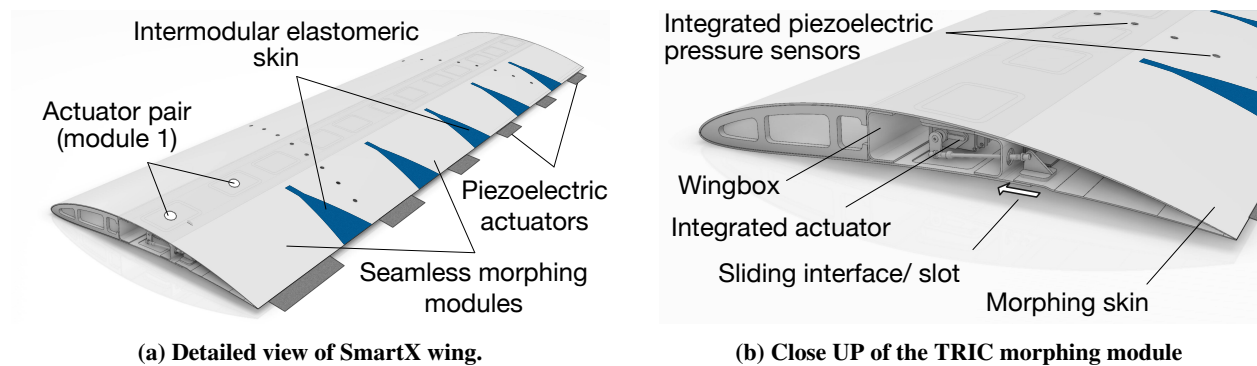 Intermodular elastomeric
skin
Actuator pair
(module 1)
Piezoelectric
actuators
Seamless morphing
modules
(a) Detailed view of SmartX wing.
Integrated piezoelectric
pressure sensors
Wingbox
Integrated actuator
Sliding interface/ slot
Morphing skin
(b) Close UP of the TRIC morphing module